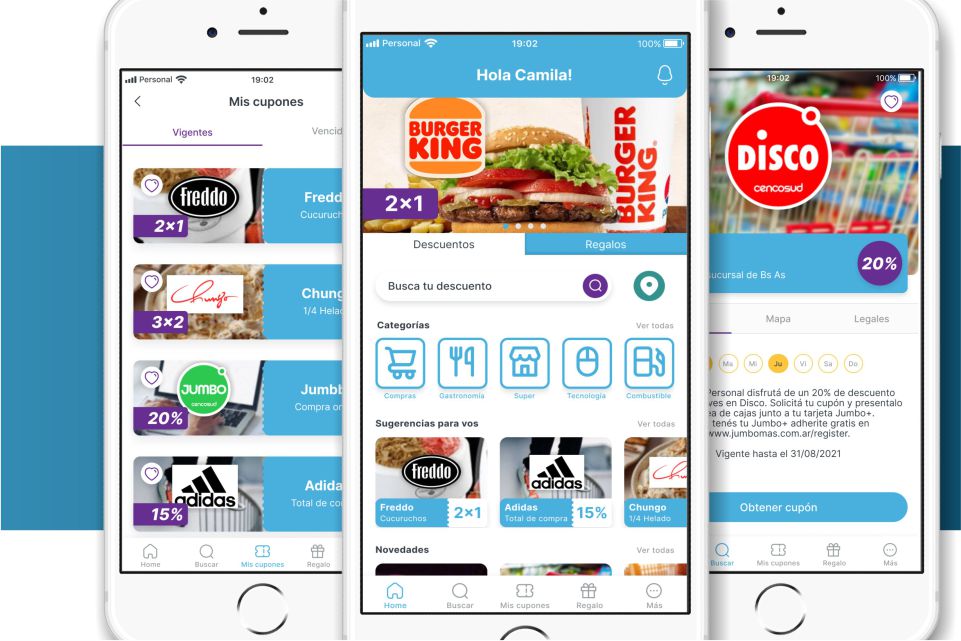 Personal
19:02
Mis cupones
Vigentes
Vencid
freddo
2×1
Fredd
Cucuruch
Chungo
3×2
Chung
1/4 Helad
JUMBO
cencosud
20%
Jumb
Compra on
adidas
15%
Adida
Total de co
Home
Buscar
Mis cupones
Regalo
Personal
19:02
100%
Hola Camila!
BURGER
KING
BURGER
KING
2×1
Descuentos
Regalos
Busca tu descuento
Categorías
Ver todas
Compras
Gastronomía
Super
Tecnología
Combustible
Sugerencias para vos
Ver todas
freddo
Freddo
Cucuruchos
2×1
adidas
Adidas
Total de compra
15%
Chungo
1/4 Helado
Novedades
Ver todas
Home
Buscar
Mis cupones
Regalo
Más
19:02
100%
DISCO
cencosud
20%
sucursal de Bs As
Mapa
Legales
Ma
Mi
Ju
Vi
Sa
Do
Personal disfrutá de un 20% de descuento
ves en Disco. Solicitá tu cupón y presentalo
ea de cajas junto a tu tarjeta Jumbo+.
tenés tu Jumbo+ adherite gratis en
www.jumbomas.com.ar/register.
Vigente hasta el 31/08/2021
Obtener cupón
Buscar
Mis cupones
Regalo
Más